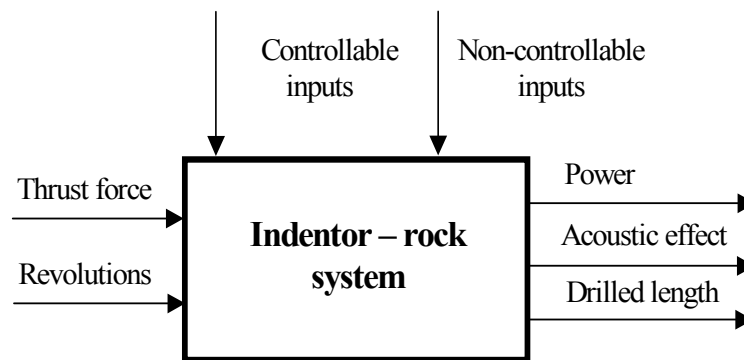 Controllable
inputs
Non-controllable
inputs
Thrust force
Revolutions
Indentor – rock
system
Power
Acoustic effect
Drilled length